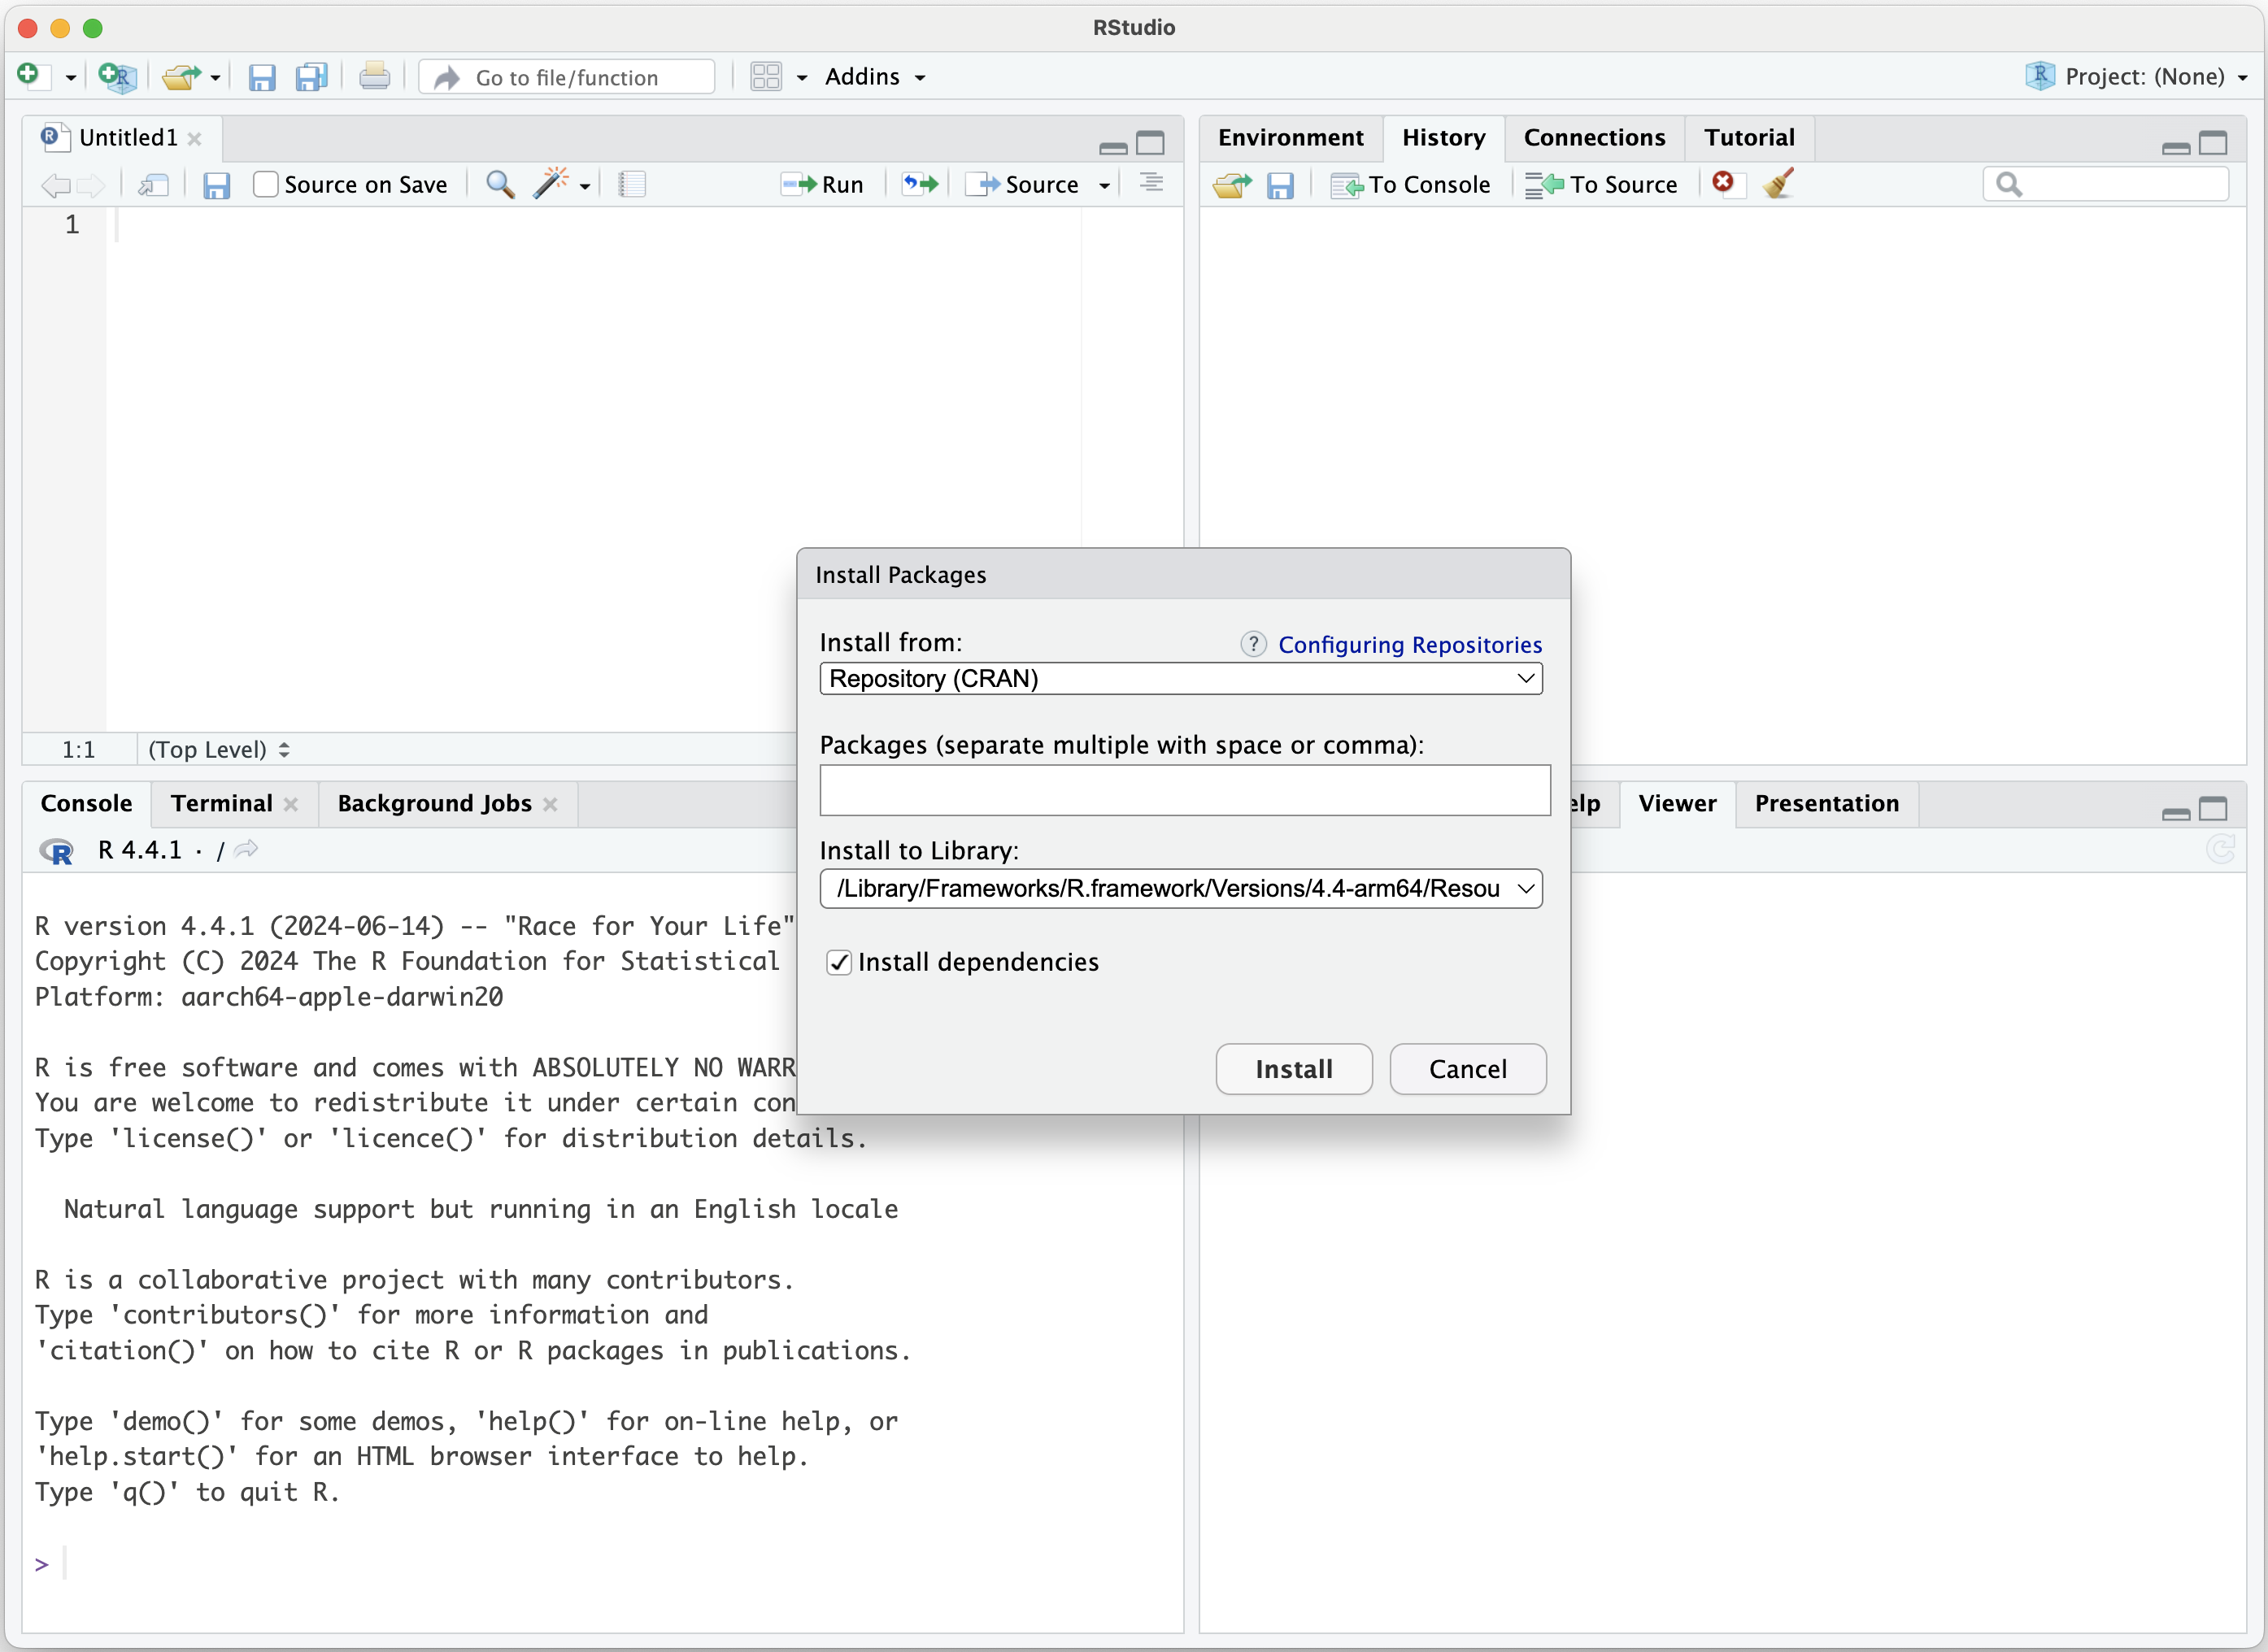 RStudio
Go to file/function
Addins
Project: (None)
Untitled1
Source on Save
Run
Source
1
1:1
(Top Level)
Environment
History
Connections
Tutorial
To Console
To Source
Install Packages
Install from:
? Configuring Repositories
Repository (CRAN)
Packages (separate multiple with space or comma):
Install to Library:
/Library/Frameworks/R.framework/Versions/4.4-arm64/Resou
Install dependencies
Install
Cancel
Console
Terminal
Background Jobs
R 4.4.1 · /
R version 4.4.1 (2024-06-14) -- "Race for Your Life"
Copyright (C) 2024 The R Foundation for Statistical
Platform: aarch64-apple-darwin20
R is free software and comes with ABSOLUTELY NO WARR
You are welcome to redistribute it under certain con
Type 'license()' or 'licence()' for distribution details.
Natural language support but running in an English locale
R is a collaborative project with many contributors.
Type 'contributors()' for more information and
'citation()' on how to cite R or R packages in publications.
Type 'demo()' for some demos, 'help()' for on-line help, or
'help.start()' for an HTML browser interface to help.
Type 'q()' to quit R.
>
elp
Viewer
Presentation